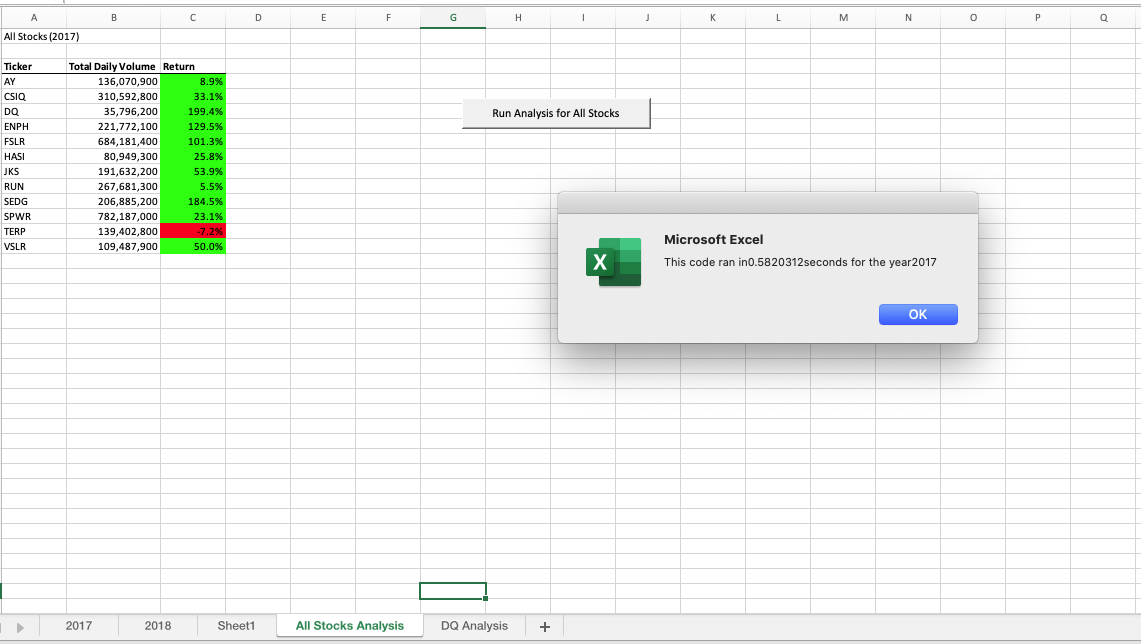 A B C D E F G H I J K L M N O P Q
All Stocks (2017)
Ticker Total Daily Volume Return
AY 136,070,900 8.9%
CSIQ 310,592,800 33.1%
DQ 35,796,200 199.4%
ENPH 221,772,100 129.5%
FSLR 684,181,400 101.3%
HASI 80,949,300 25.8%
JKS 191,632,200 53.9%
RUN 267,681,300 5.5%
SEDG 206,885,200 184.5%
SPWR 782,187,000 23.1%
TERP 139,402,800 -7.2%
VSLR 109,487,900 50.0%
Run Analysis for All Stocks
X
Microsoft Excel
This code ran in0.5820312seconds for the year2017
OK
2017 2018 Sheet1 All Stocks Analysis DQ Analysis +